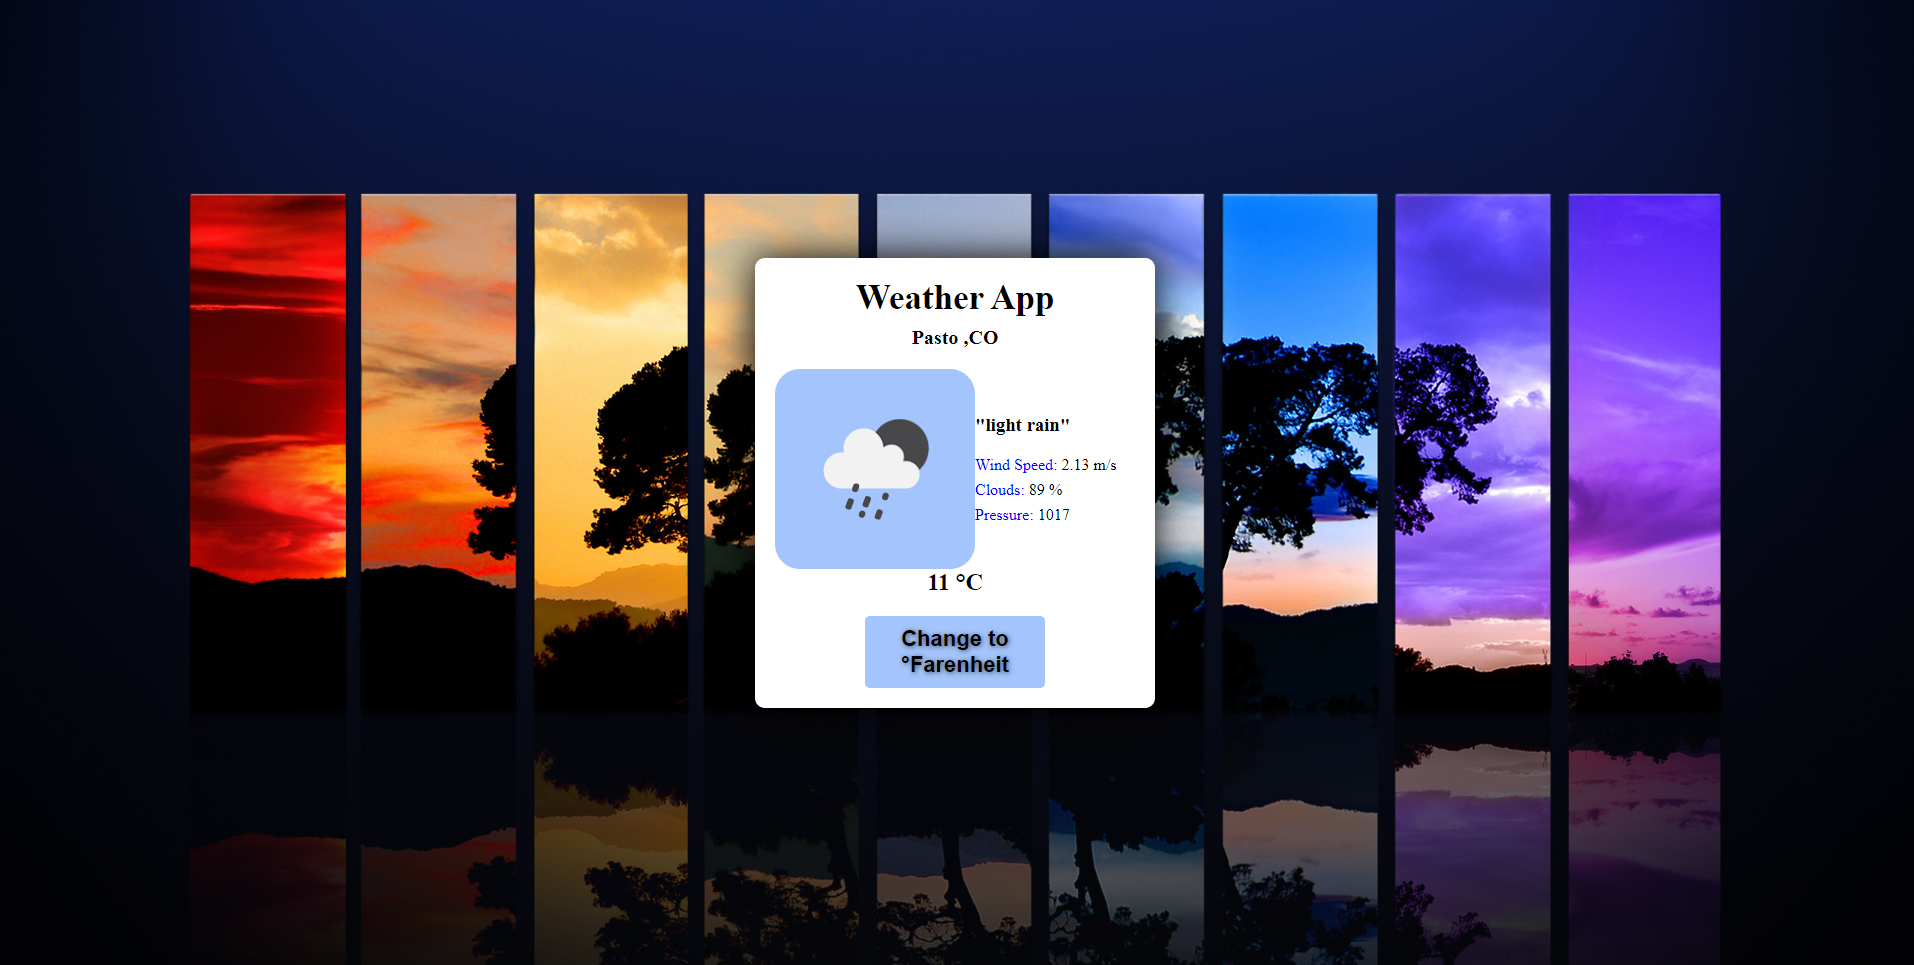 Weather App
Pasto ,CO
"light rain"
Wind Speed: 2.13 m/s
Clouds: 89 %
Pressure: 1017
11 °C
Change to
°Farenheit